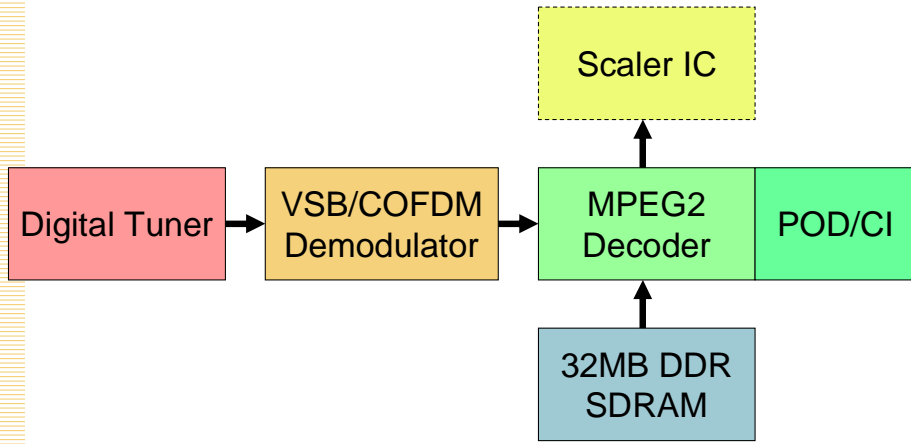 Scaler IC
Digital Tuner
VSB/COFDM
Demodulator
MPEG2
Decoder
POD/CI
32MB DDR
SDRAM